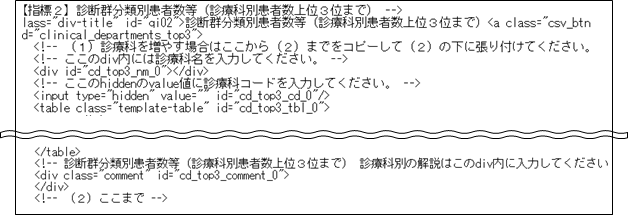 【指標２】診断群分類別患者数等（診療科別患者数上位３位まで） -->
lass="div-title" id="qi02">診断群分類別患者数等（診療科別患者数上位３位まで）<a class="csv_btn
d="clinical_departments_top3">
<!-- （１）診療科を増やす場合はここから（２）までをコピーして（２）の下に張り付けてください。
<!-- ここのdiv内には診療科名を入力してください。 -->
<div id="cd_top3_nm_0"></div>
<!-- ここのhiddenのvalue値に診療科コードを入力してください。 -->
<input type="hidden" value="" id="cd_top3_cd_0"/>
<table class="template-table" id="cd_top3_tbl_0">
</table>
<!-- 診断群分類別患者数等（診療科別患者数上位３位まで） 診療科別の解説はこのdiv内に入力してください
<div class="comment" id="cd_top3_comment_0">
</div>
<!-- （２）ここまで -->